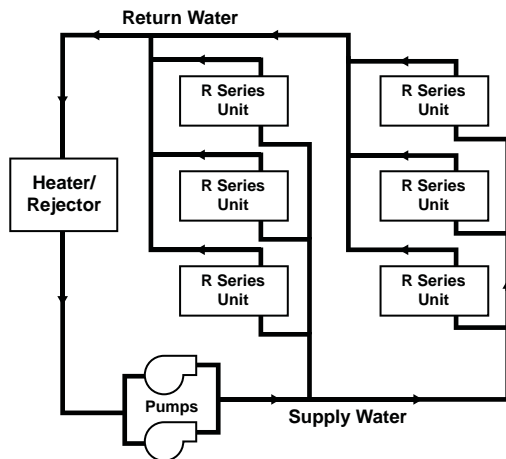 Return Water
R Series
Unit
R Series
Unit
Heater/
Rejector
R Series
Unit
R Series
Unit
R Series
Unit
R Series
Unit
Pumps
Supply Water